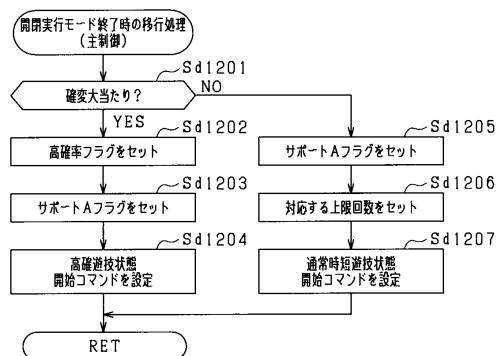 開閉実行モード終了時の移行処理
(主制御)
Sd1201
確変大当たり?
NO
YES
Sd1202
高確率フラグをセット
Sd1205
サポートAフラグをセット
Sd1203
サポートAフラグをセット
Sd1206
対応する上限回数をセット
Sd1204
高確遊技状態
開始コマンドを設定
Sd1207
通常時短遊技状態
開始コマンドを設定
RET